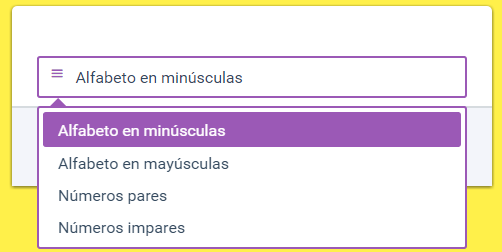 Alfabeto en minúsculas
Alfabeto en minúsculas
Alfabeto en mayúsculas
Números pares
Números impares